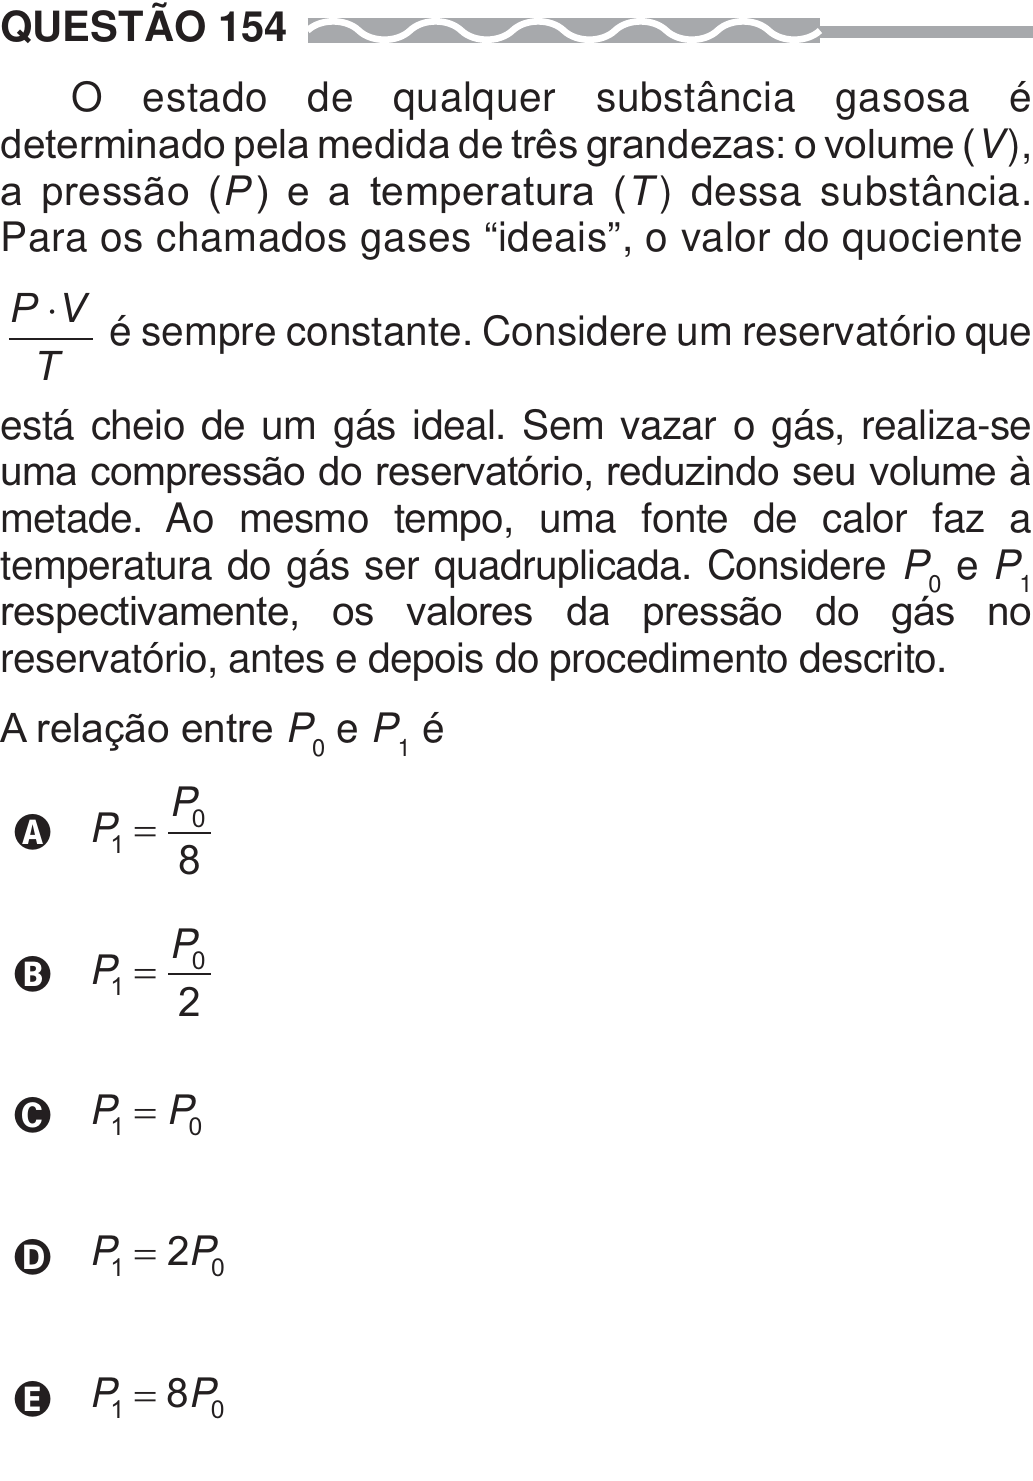 QUESTÃO 154
O estado de qualquer substância gasosa é
determinado pela medida de três grandezas: o volume (V),
a pressão (P) e a temperatura (T) dessa substância.
Para os chamados gases “ideais”, o valor do quociente
P · V / T é sempre constante. Considere um reservatório que
está cheio de um gás ideal. Sem vazar o gás, realiza-se
uma compressão do reservatório, reduzindo seu volume à
metade. Ao mesmo tempo, uma fonte de calor faz a
temperatura do gás ser quadruplicada. Considere P₀ e P₁
respectivamente, os valores da pressão do gás no
reservatório, antes e depois do procedimento descrito.
A relação entre P₀ e P₁ é
A P₁ = P₀ / 8
B P₁ = P₀ / 2
C P₁ = P₀
D P₁ = 2P₀
E P₁ = 8P₀